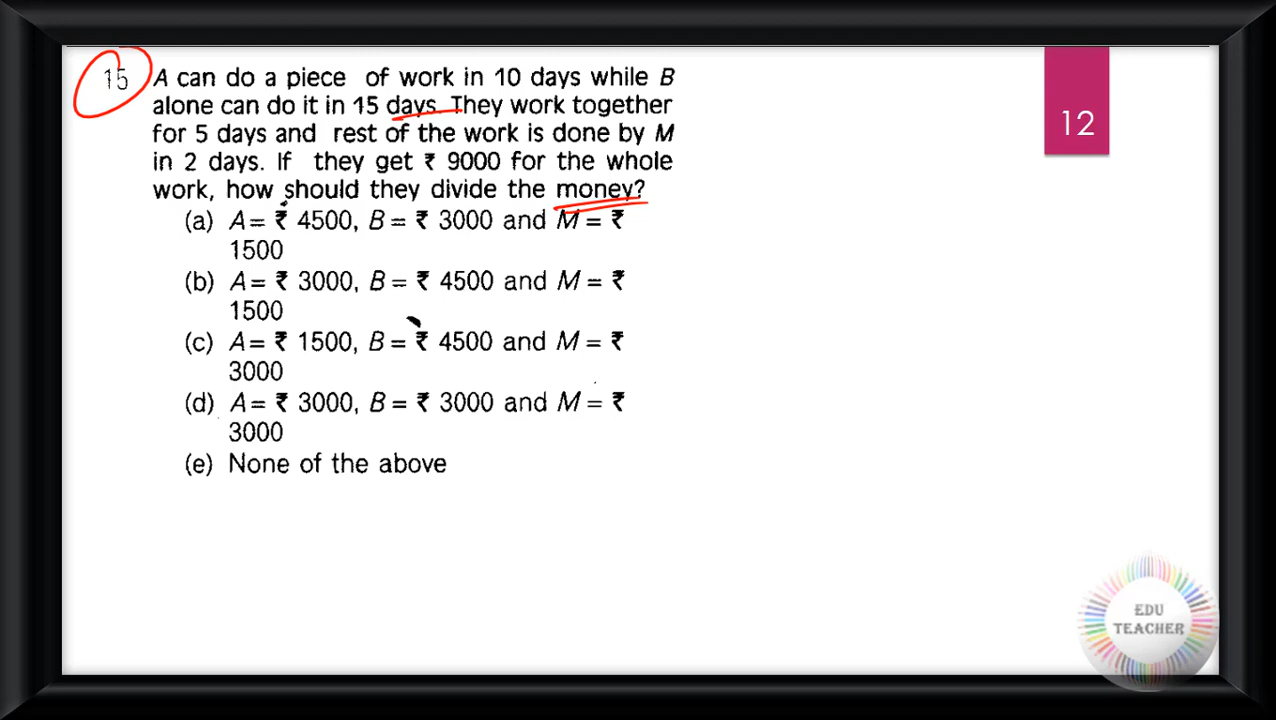 15 A can do a piece of work in 10 days while B
alone can do it in 15 days. They work together
for 5 days and rest of the work is done by M
in 2 days. If they get ₹ 9000 for the whole
work, how should they divide the money?
(a) A = ₹ 4500, B = ₹ 3000 and M = ₹
1500
(b) A = ₹ 3000, B = ₹ 4500 and M = ₹
1500
(c) A = ₹ 1500, B = ₹ 4500 and M = ₹
3000
(d) A = ₹ 3000, B = ₹ 3000 and M = ₹
3000
(e) None of the above
12
EDU
TEACHER